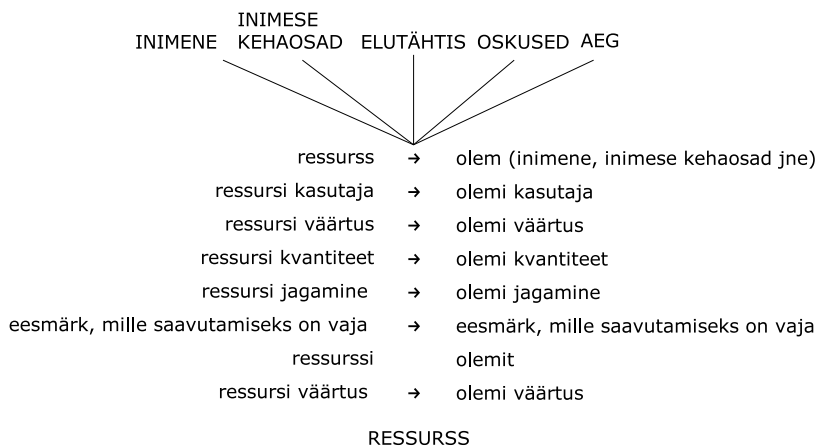 INIMENE INIMESE KEHAOSAD ELUTÄHTIS OSKUSED AEG
ressurss → olem (inimene, inimese kehaosad jne)
ressursi kasutaja → olemi kasutaja
ressursi väärtus → olemi väärtus
ressursi kvantiteet → olemi kvantiteet
ressursi jagamine → olemi jagamine
eesmärk, mille saavutamiseks on vaja → eesmärk, mille saavutamiseks on vaja
ressurssi olemit
ressursi väärtus → olemi väärtus
RESSURSS